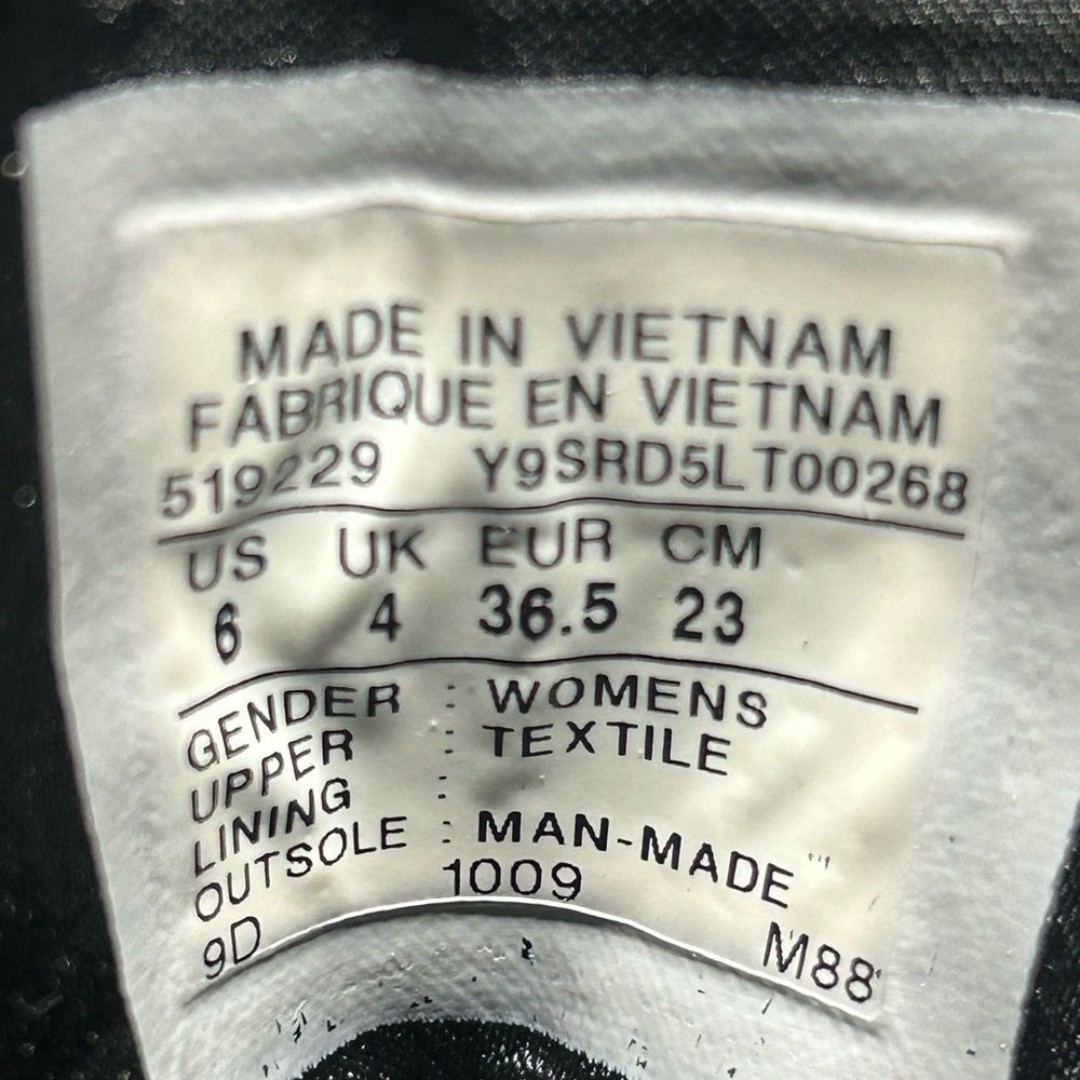 MADE IN VIETNAM
FABRIQUE EN VIETNAM
519229 Y9SRD5LT00268
US UK EUR CM
6 4 36.5 23
GENDER : WOMENS
UPPER : TEXTILE
LINING :
OUTSOLE : MAN-MADE
1009
9D M88